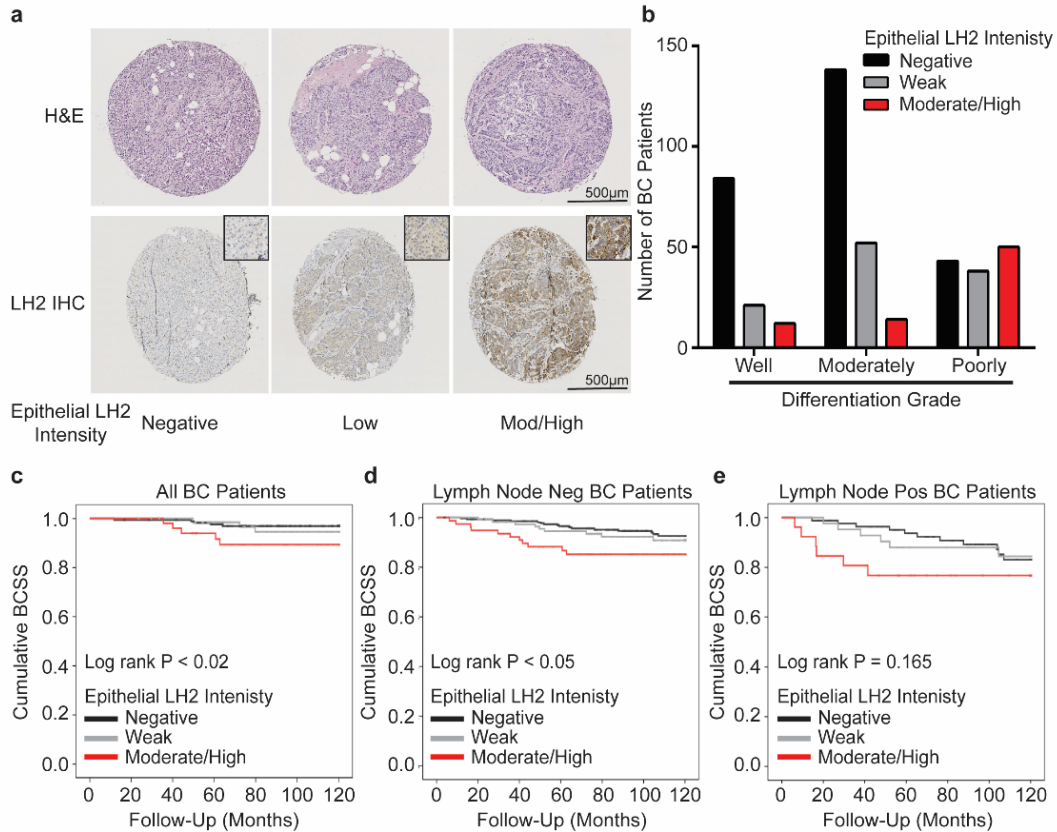 a
H&E
500µm
LH2 IHC
500µm
Epithelial LH2
Intensity
Negative
Low
Mod/High
b
Epithelial LH2 Intenisty
Negative
Weak
Moderate/High
Number of BC Patients
150
100
50
0
Well
Moderately
Poorly
Differentiation Grade
c
All BC Patients
Cumulative BCSS
1.0
0.8
0.6
0.4
0.2
0.0
Log rank P < 0.02
Epithelial LH2 Intenisty
Negative
Weak
Moderate/High
0 20 40 60 80 100 120
Follow-Up (Months)
d
Lymph Node Neg BC Patients
Cumulative BCSS
1.0
0.8
0.6
0.4
0.2
0.0
Log rank P < 0.05
Epithelial LH2 Intenisty
Negative
Weak
Moderate/High
0 20 40 60 80 100 120
Follow-Up (Months)
e
Lymph Node Pos BC Patients
Cumulative BCSS
1.0
0.8
0.6
0.4
0.2
0.0
Log rank P = 0.165
Epithelial LH2 Intenisty
Negative
Weak
Moderate/High
0 20 40 60 80 100 120
Follow-Up (Months)